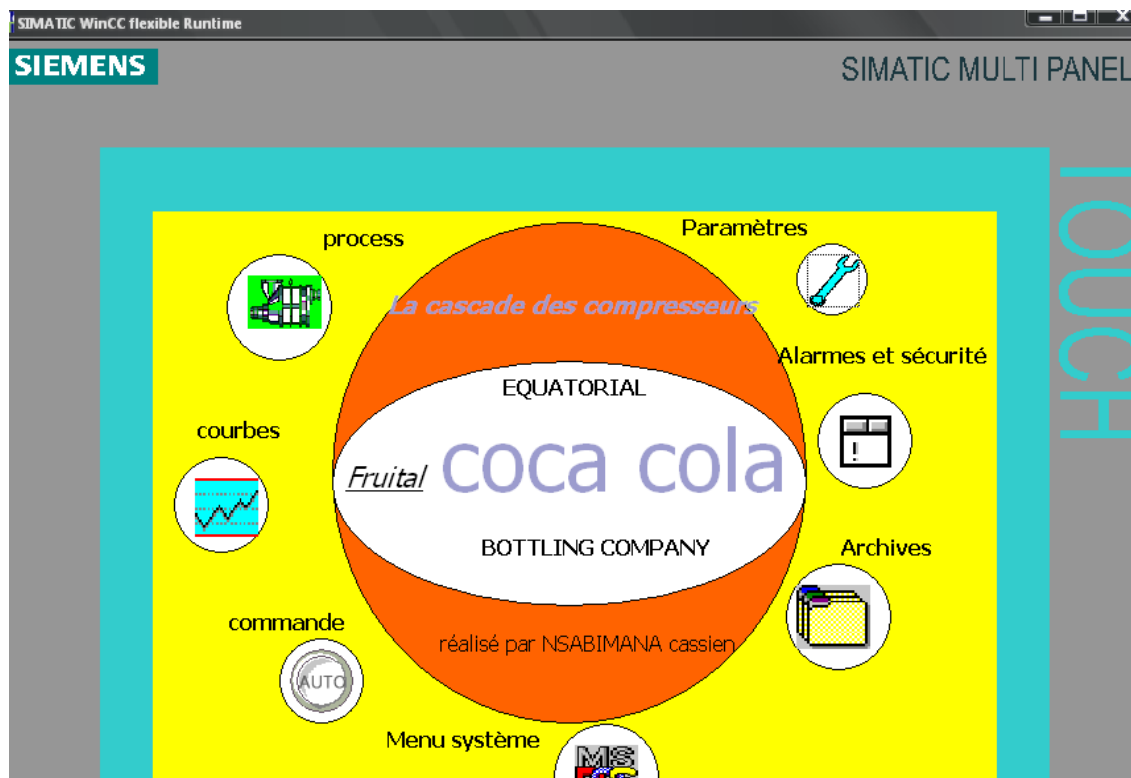 SIMATIC WinCC flexible Runtime
SIEMENS
SIMATIC MULTI PANEL
TOUCH
process
Paramètres
La cascade des compresseurs
Alarmes et sécurité
EQUATORIAL
courbes
Fruital coca cola
BOTTLING COMPANY
Archives
commande
réalisé par NSABIMANA cassien
AUTO
Menu système
MS